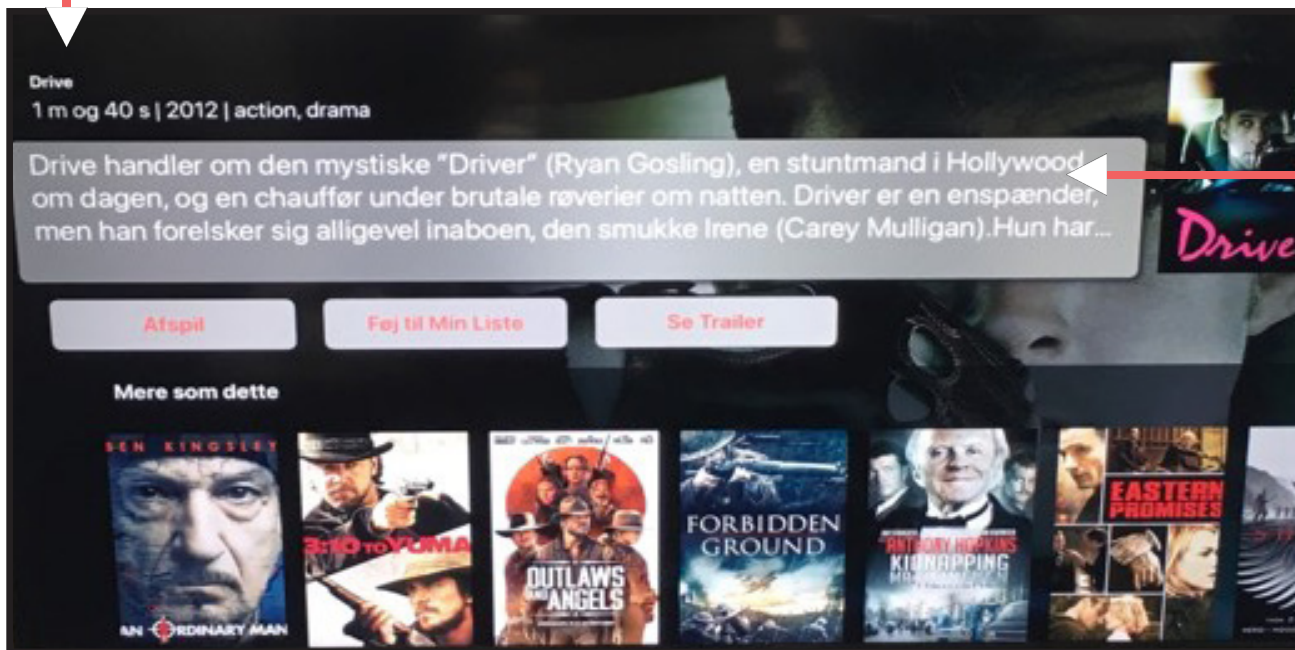 Drive
1 m og 40 s | 2012 | action, drama
Drive handler om den mystiske "Driver" (Ryan Gosling), en stuntmand i Hollywood
om dagen, og en chauffør under brutale røverier om natten. Driver er en enspænder,
men han forelsker sig alligevel inaboen, den smukke Irene (Carey Mulligan).Hun har...
Drive
Afspil
Føj til Min Liste
Se Trailer
Mere som dette
BEN KINGSLEY
AN ORDINARY MAN
3:10 TO YUMA
OUTLAWS
AND ANGELS
FORBIDDEN
GROUND
ANTHONY HOPKINS
KIDNAPPING
EASTERN
PROMISES